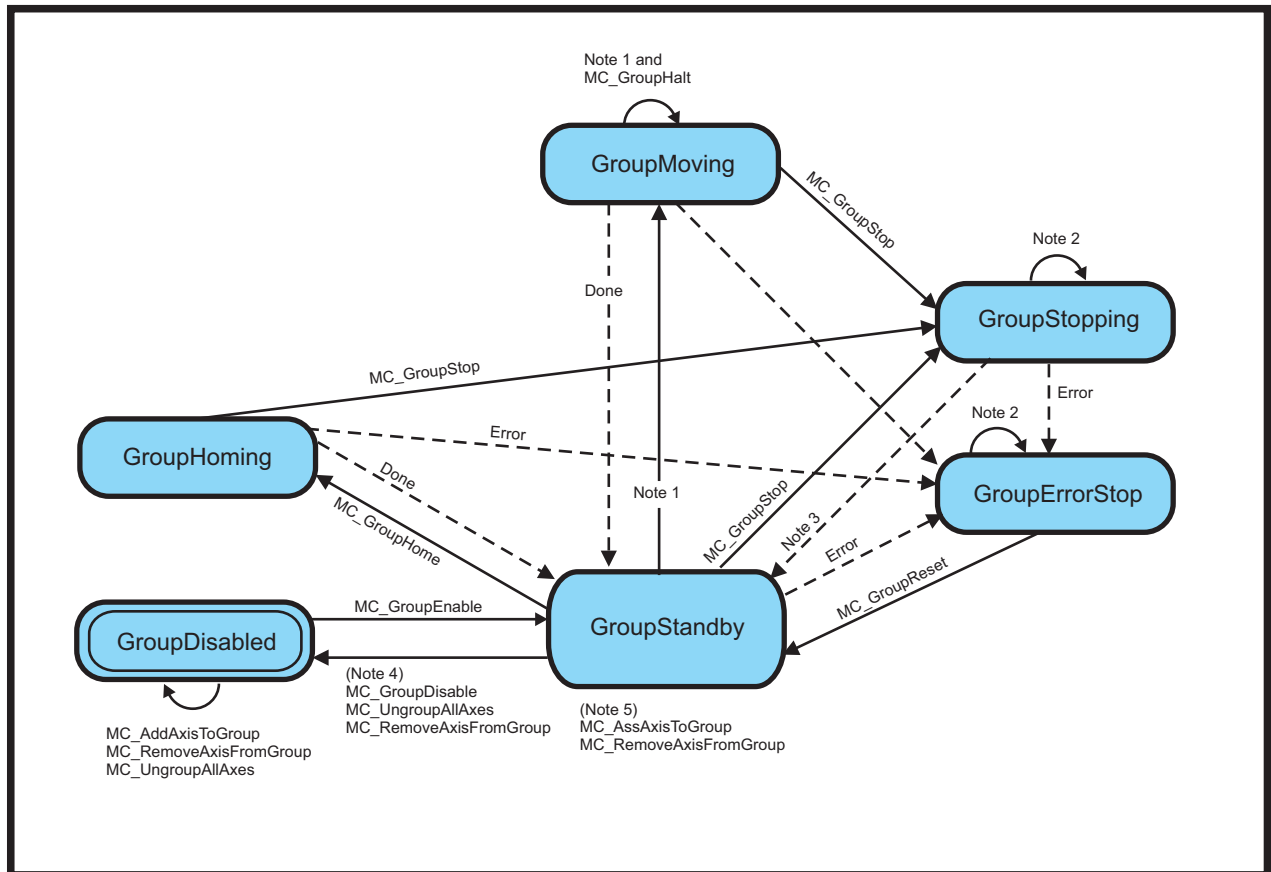 Note 1 and
MC_GroupHalt
GroupMoving
MC_GroupStop
Note 2
GroupStopping
Done
MC_GroupStop
Error
Note 2
GroupHoming
Error
GroupErrorStop
Done
Note 1
MC_GroupStop
Note 3
MC_GroupHome
Error
MC_GroupReset
MC_GroupEnable
GroupStandby
GroupDisabled
(Note 4)
MC_GroupDisable
MC_UngroupAllAxes
MC_RemoveAxisFromGroup
(Note 5)
MC_AssAxisToGroup
MC_RemoveAxisFromGroup
MC_AddAxisToGroup
MC_RemoveAxisFromGroup
MC_UngroupAllAxes